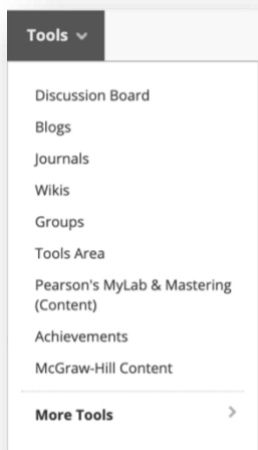 Tools
Discussion Board
Blogs
Journals
Wikis
Groups
Tools Area
Pearson's MyLab & Mastering
(Content)
Achievements
McGraw-Hill Content
More Tools